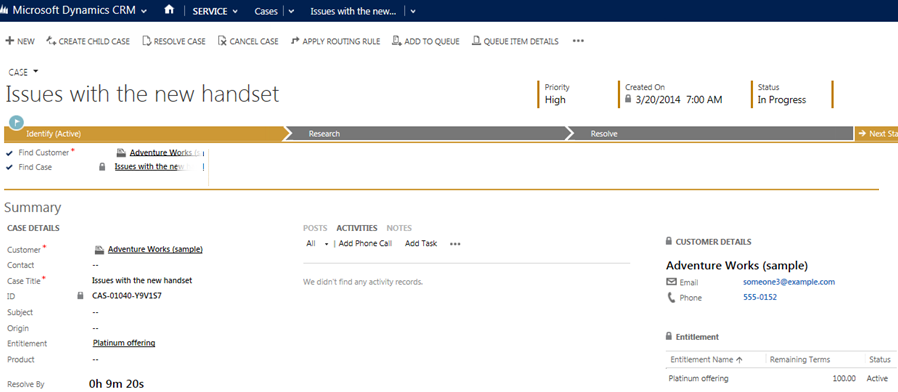 Microsoft Dynamics CRM SERVICE Cases Issues with the new...
NEW CREATE CHILD CASE RESOLVE CASE CANCEL CASE APPLY ROUTING RULE ADD TO QUEUE QUEUE ITEM DETAILS •••
CASE
Issues with the new handset
Priority Created On Status
High 3/20/2014 7:00 AM In Progress
Identify (Active) Research Resolve Next Sta
Find Customer * Adventure Works (s
Find Case Issues with the new
Summary
CASE DETAILS
Customer * Adventure Works (sample)
Contact --
Case Title * Issues with the new handset
ID CAS-01040-Y9V1S7
Subject --
Origin --
Entitlement Platinum offering
Product --
Resolve By 0h 9m 20s
POSTS ACTIVITIES NOTES
All | Add Phone Call Add Task •••
We didn't find any activity records.
CUSTOMER DETAILS
Adventure Works (sample)
Email someone3@example.com
Phone 555-0152
Entitlement
Entitlement Name Remaining Terms Status
Platinum offering 100.00 Active